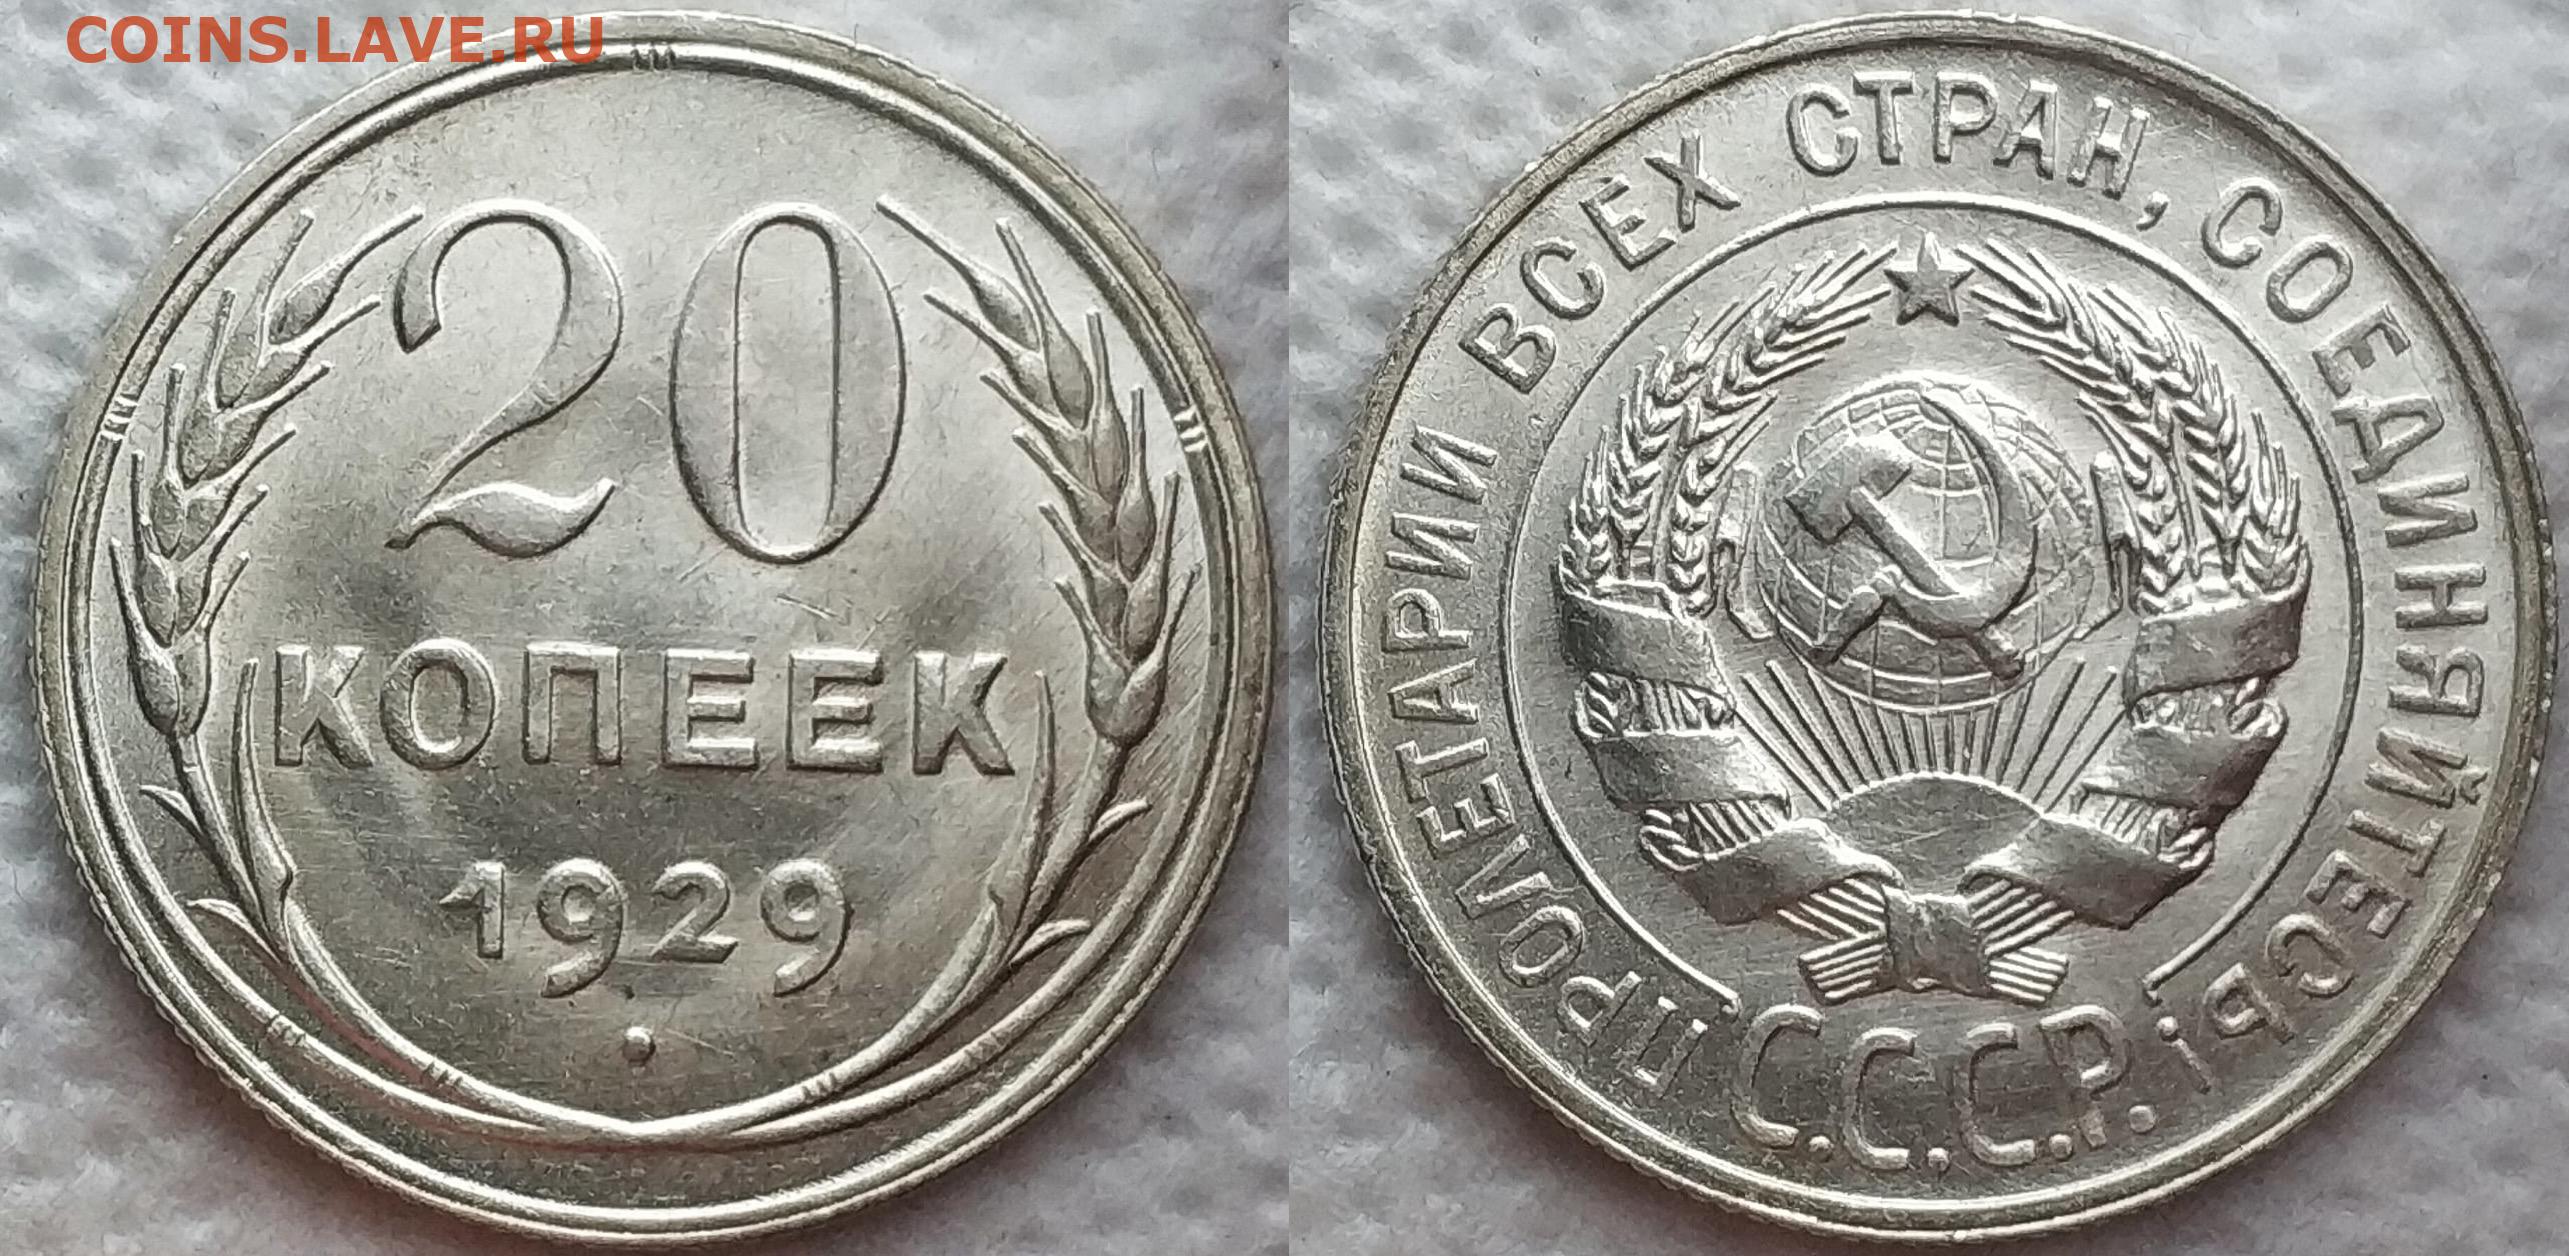 COINS.LAVE.RU
20
КОПЕЕК
1929
ПРОЛЕТАРИИ ВСЕХ СТРАН, СОЕДИНЯЙТЕСЬ!
С.С.С.Р.